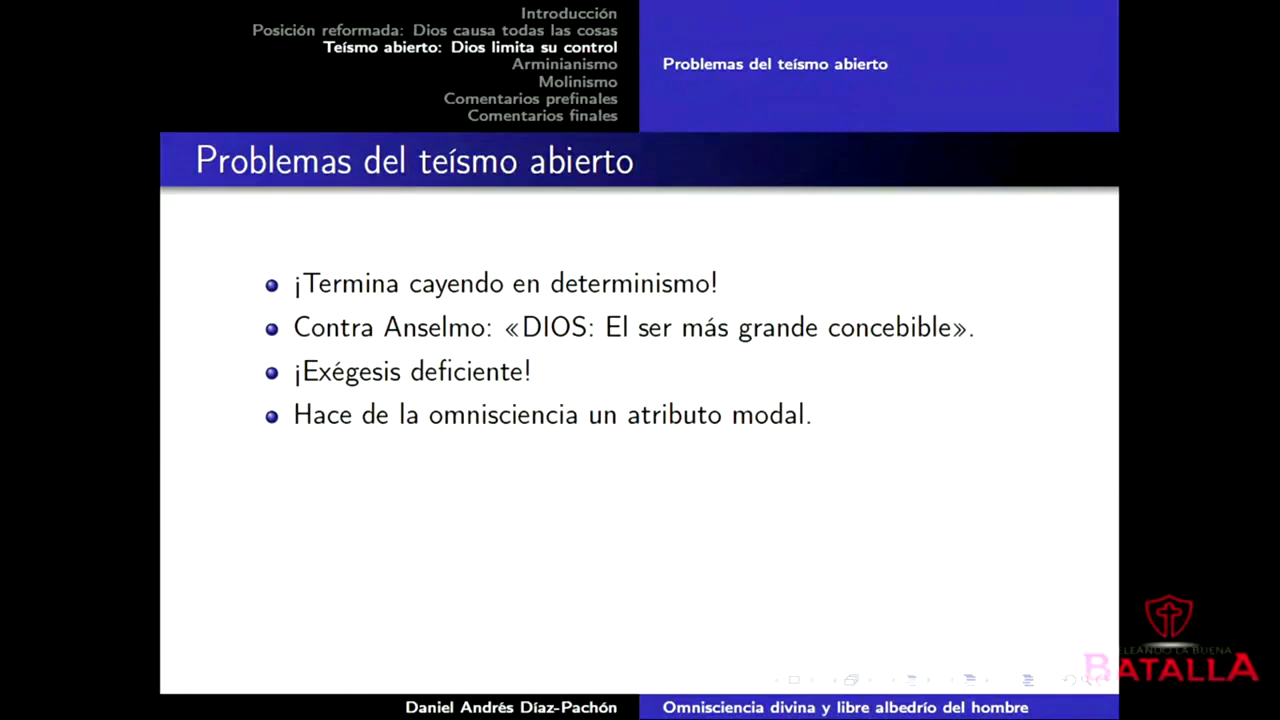 Introducción
Posición reformada: Dios causa todas las cosas
Teísmo abierto: Dios limita su control
Arminianismo
Molinismo
Comentarios prefinales
Comentarios finales
Problemas del teísmo abierto
Problemas del teísmo abierto
¡Termina cayendo en determinismo!
Contra Anselmo: «DIOS: El ser más grande concebible».
¡Exégesis deficiente!
Hace de la omnisciencia un atributo modal.
ELEANDO LA BUENA
BATALLA
Daniel Andrés Díaz-Pachón
Omnisciencia divina y libre albedrío del hombre